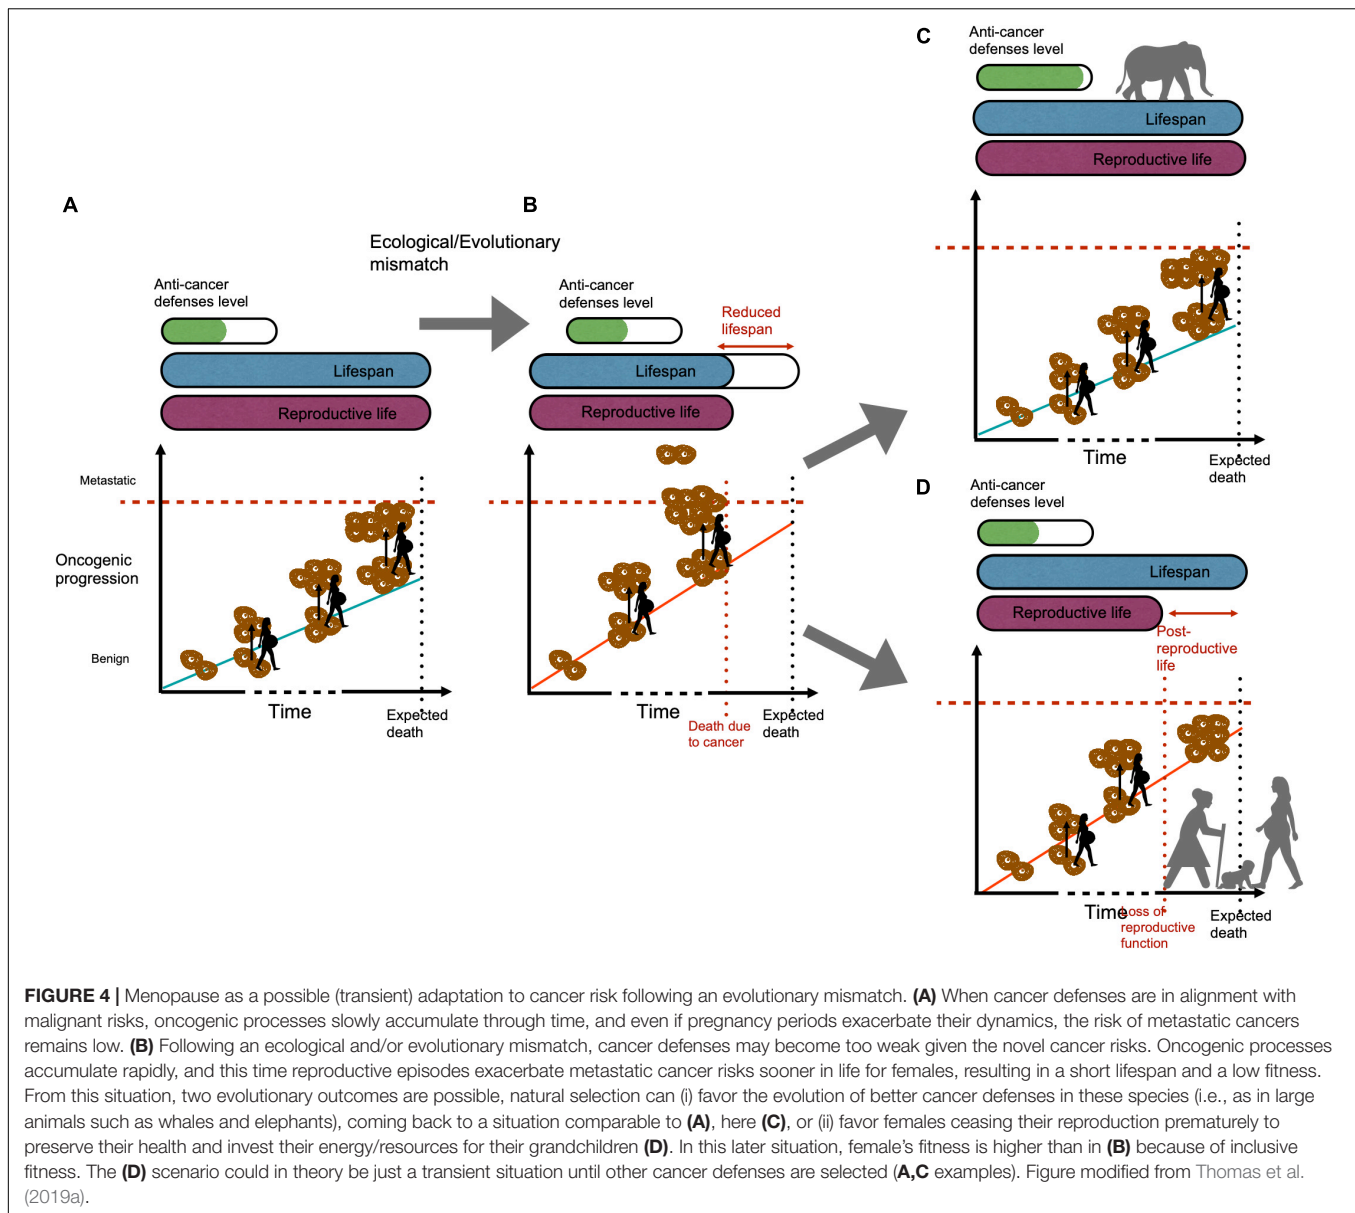 A
Anti-cancer
defenses level
Lifespan
Reproductive life
Metastatic
Oncogenic
progression
Benign
Time
Expected
death
Ecological/Evolutionary
mismatch
B
Anti-cancer
defenses level
Reduced
lifespan
Lifespan
Reproductive life
Time
Death due
to cancer
Expected
death
C
Anti-cancer
defenses level
Lifespan
Reproductive life
Time
Expected
death
D
Anti-cancer
defenses level
Lifespan
Reproductive life
Post-
reproductive
life
Time
Loss of
reproductive
function
Expected
death
FIGURE 4 | Menopause as a possible (transient) adaptation to cancer risk following an evolutionary mismatch. (A) When cancer defenses are in alignment with
malignant risks, oncogenic processes slowly accumulate through time, and even if pregnancy periods exacerbate their dynamics, the risk of metastatic cancers
remains low. (B) Following an ecological and/or evolutionary mismatch, cancer defenses may become too weak given the novel cancer risks. Oncogenic processes
accumulate rapidly, and this time reproductive episodes exacerbate metastatic cancer risks sooner in life for females, resulting in a short lifespan and a low fitness.
From this situation, two evolutionary outcomes are possible, natural selection can (i) favor the evolution of better cancer defenses in these species (i.e., as in large
animals such as whales and elephants), coming back to a situation comparable to (A), here (C), or (ii) favor females ceasing their reproduction prematurely to
preserve their health and invest their energy/resources for their grandchildren (D). In this later situation, female's fitness is higher than in (B) because of inclusive
fitness. The (D) scenario could in theory be just a transient situation until other cancer defenses are selected (A,C examples). Figure modified from Thomas et al.
(2019a).